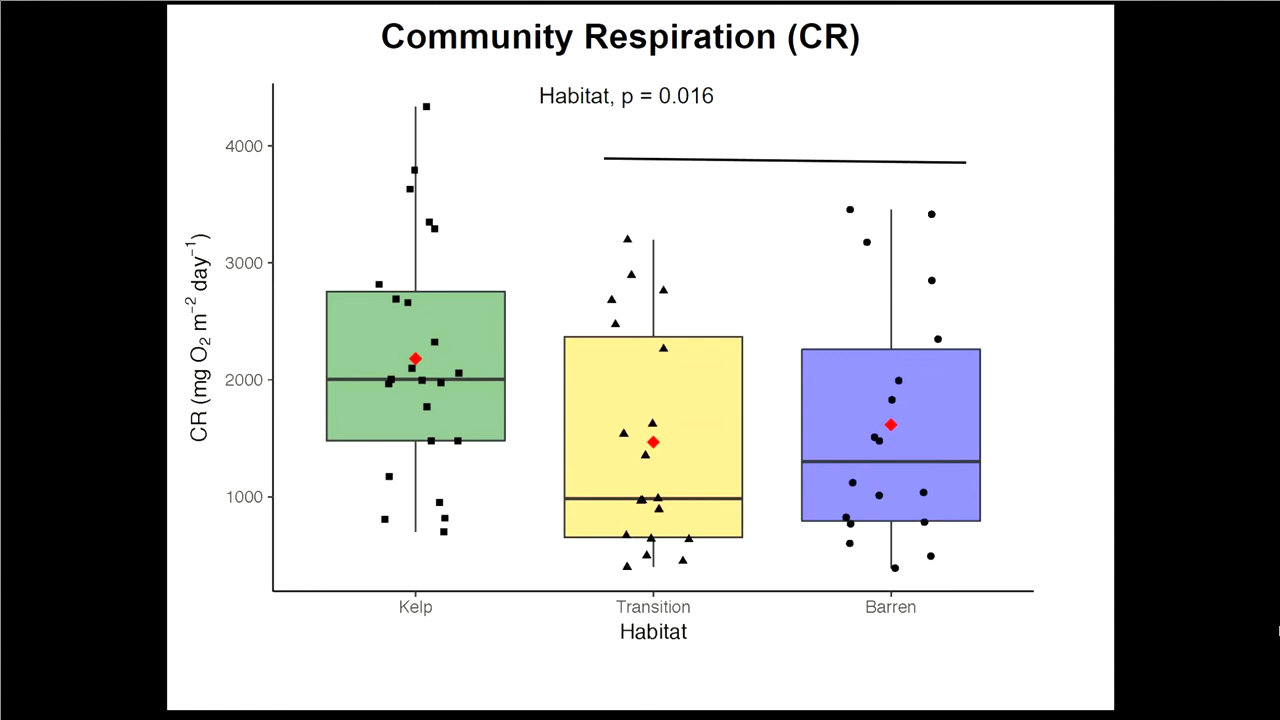 Community Respiration (CR)
Habitat, p = 0.016
4000
3000
2000
1000
CR (mg O₂ m⁻² day⁻¹)
Kelp Transition Barren
Habitat